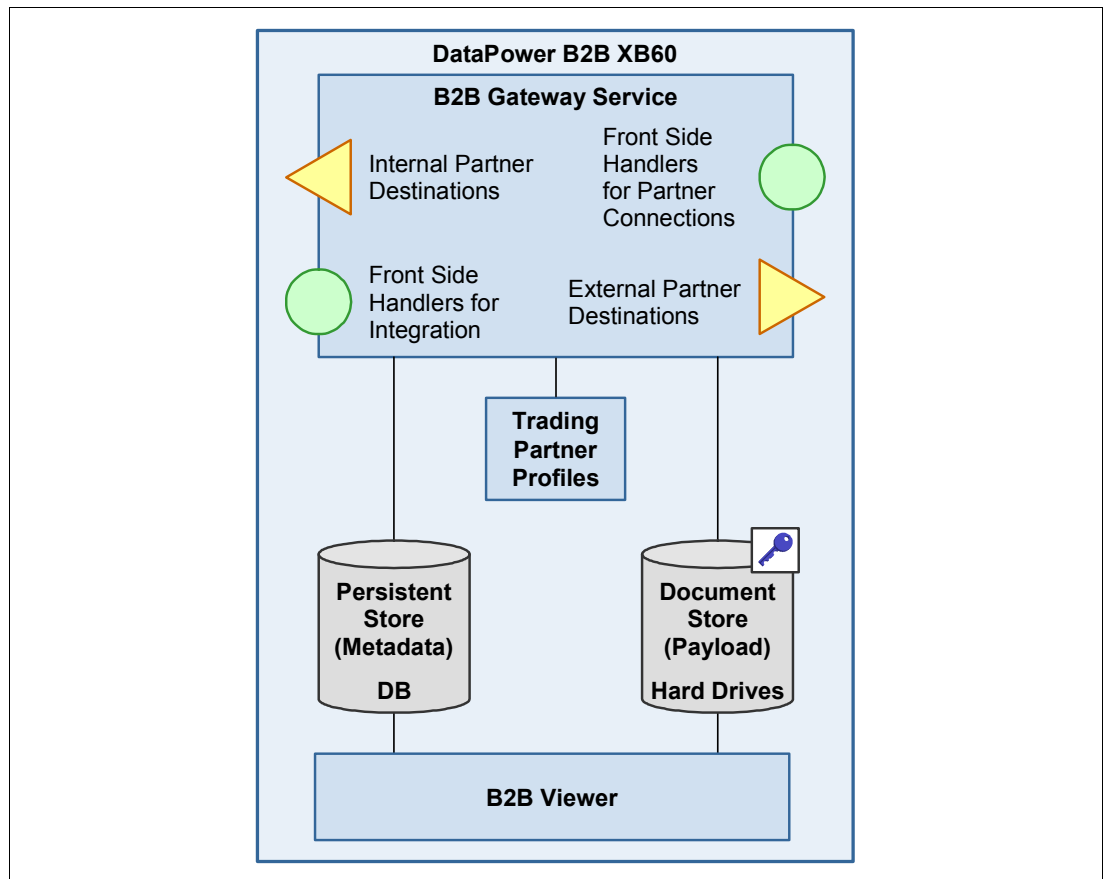 DataPower B2B XB60
B2B Gateway Service
Internal Partner
Destinations
Front Side
Handlers
for Partner
Connections
Front Side
Handlers for
Integration
External Partner
Destinations
Trading
Partner
Profiles
Persistent
Store
(Metadata)
DB
Document
Store
(Payload)
Hard Drives
B2B Viewer